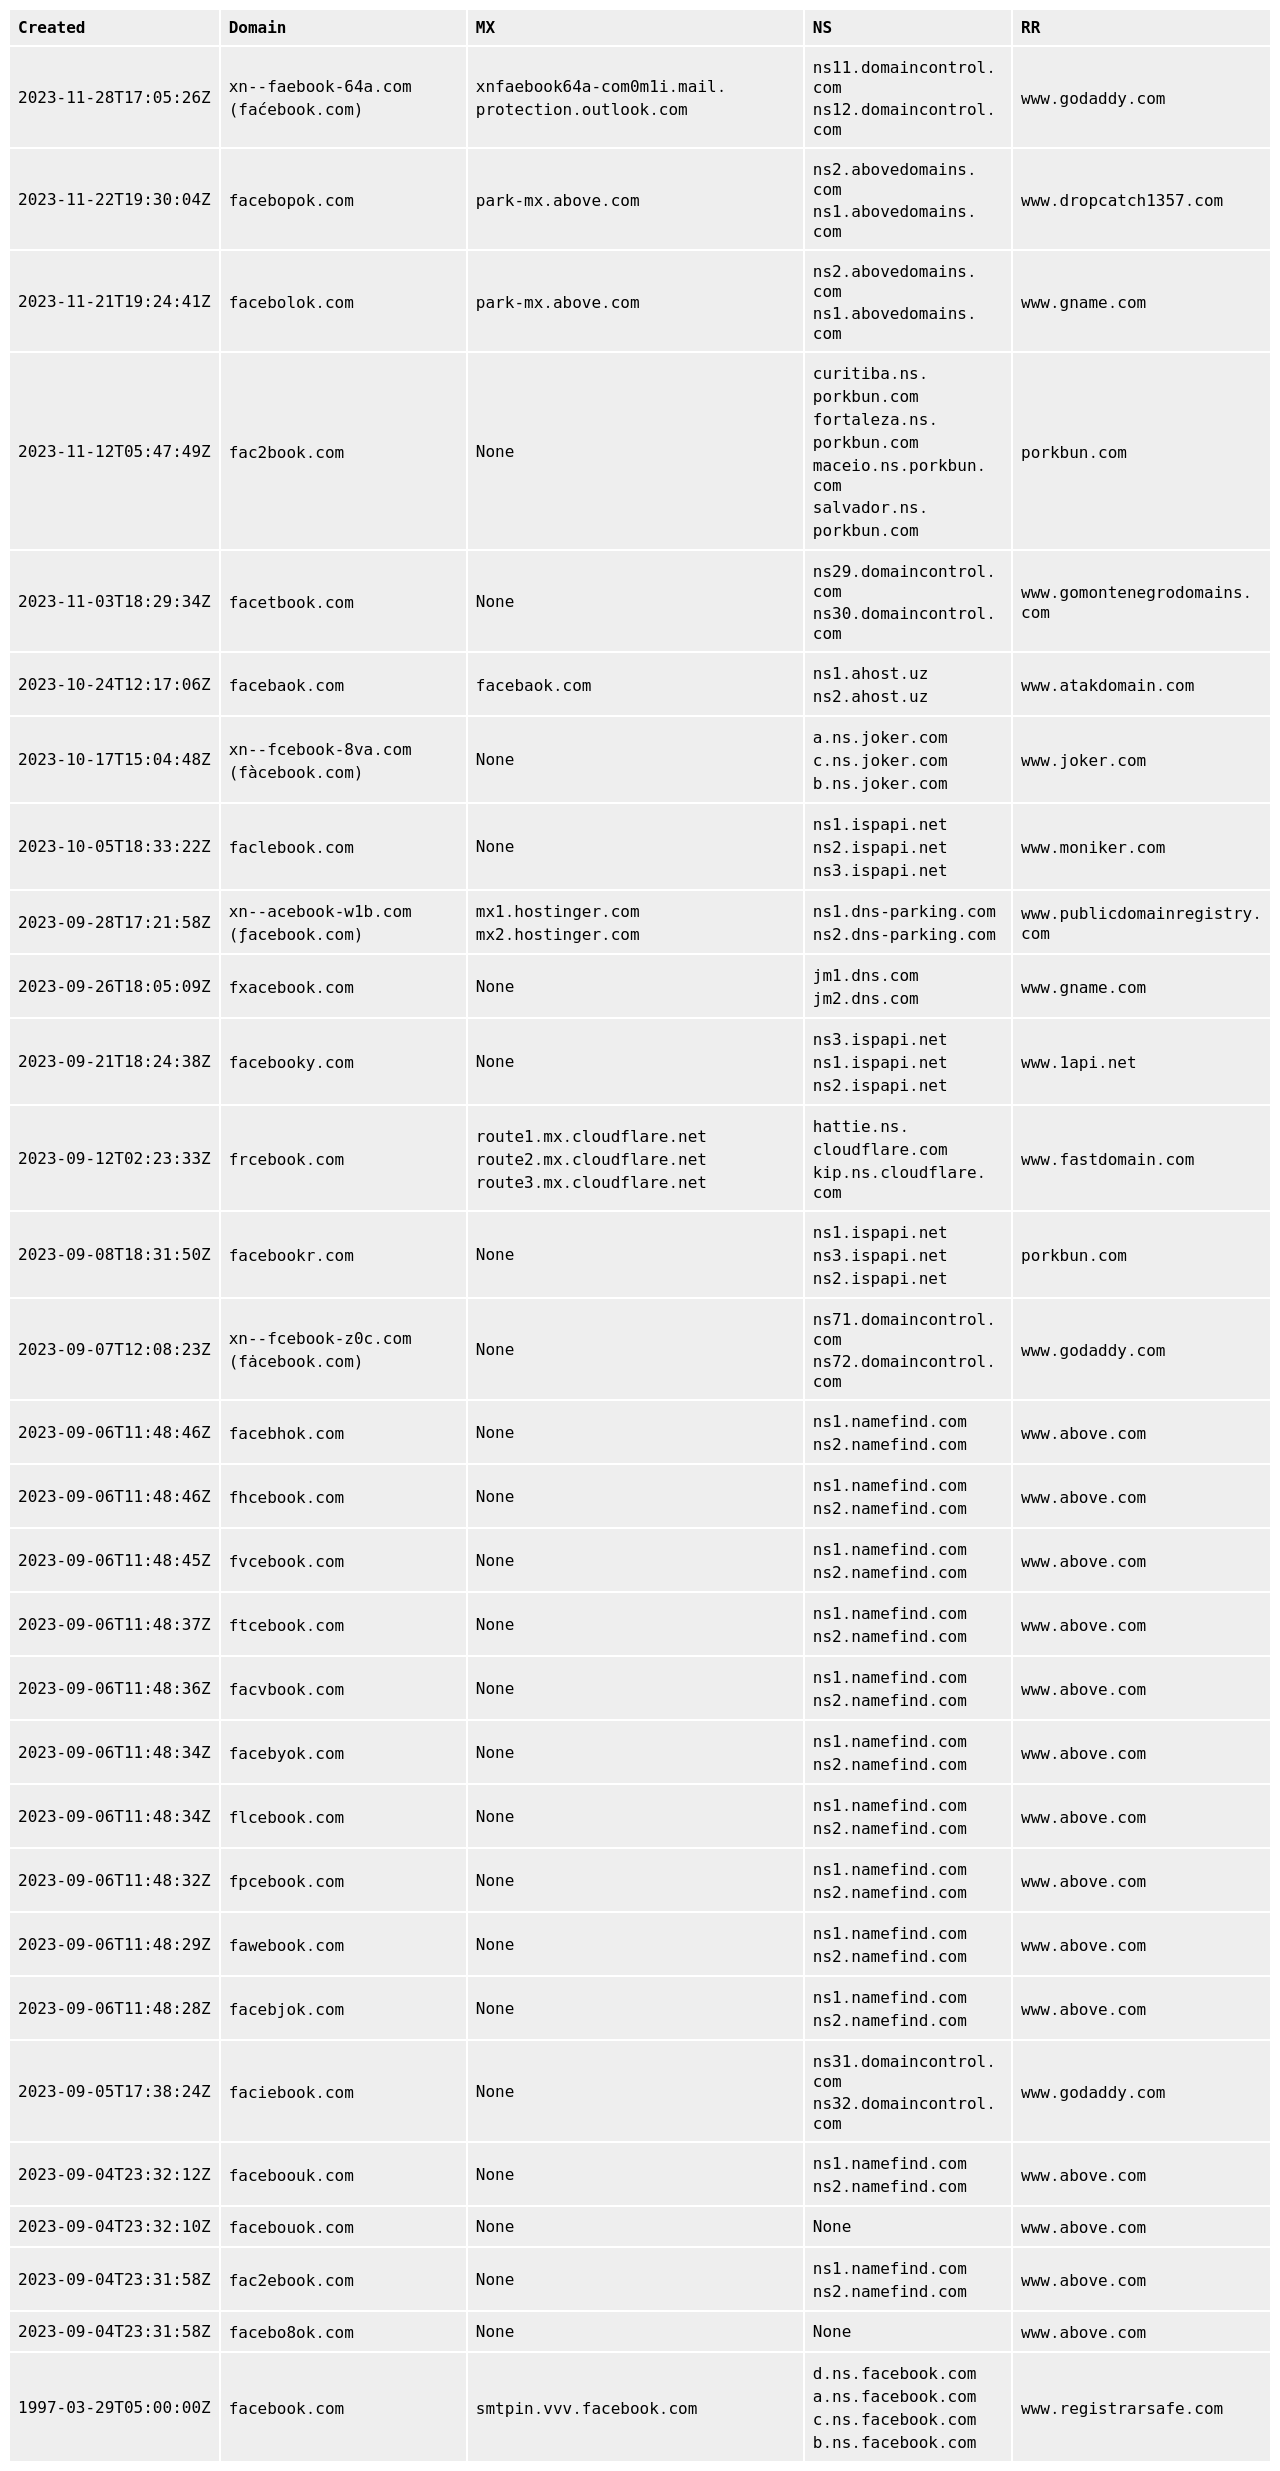 Created Domain MX NS RR
2023-11-28T17:05:26Z xn--faebook-64a.com
(faćebook.com) xnfaebook64a-com0m1i.mail.
protection.outlook.com ns11.domaincontrol.
com
ns12.domaincontrol.
com www.godaddy.com
2023-11-22T19:30:04Z facebopok.com park-mx.above.com ns2.abovedomains.
com
ns1.abovedomains.
com www.dropcatch1357.com
2023-11-21T19:24:41Z facebolok.com park-mx.above.com ns2.abovedomains.
com
ns1.abovedomains.
com www.gname.com
2023-11-12T05:47:49Z fac2book.com None curitiba.ns.
porkbun.com
fortaleza.ns.
porkbun.com
maceio.ns.porkbun.
com
salvador.ns.
porkbun.com porkbun.com
2023-11-03T18:29:34Z facetbook.com None ns29.domaincontrol.
com
ns30.domaincontrol.
com www.gomontenegrodomains.
com
2023-10-24T12:17:06Z facebaok.com facebaok.com ns1.ahost.uz
ns2.ahost.uz www.atakdomain.com
2023-10-17T15:04:48Z xn--fcebook-8va.com
(fàcebook.com) None a.ns.joker.com
c.ns.joker.com
b.ns.joker.com www.joker.com
2023-10-05T18:33:22Z faclebook.com None ns1.ispapi.net
ns2.ispapi.net
ns3.ispapi.net www.moniker.com
2023-09-28T17:21:58Z xn--acebook-w1b.com
(ƒacebook.com) mx1.hostinger.com
mx2.hostinger.com ns1.dns-parking.com
ns2.dns-parking.com www.publicdomainregistry.
com
2023-09-26T18:05:09Z fxacebook.com None jm1.dns.com
jm2.dns.com www.gname.com
2023-09-21T18:24:38Z facebooky.com None ns3.ispapi.net
ns1.ispapi.net
ns2.ispapi.net www.1api.net
2023-09-12T02:23:33Z frcebook.com route1.mx.cloudflare.net
route2.mx.cloudflare.net
route3.mx.cloudflare.net hattie.ns.
cloudflare.com
kip.ns.cloudflare.
com www.fastdomain.com
2023-09-08T18:31:50Z facebookr.com None ns1.ispapi.net
ns3.ispapi.net
ns2.ispapi.net porkbun.com
2023-09-07T12:08:23Z xn--fcebook-z0c.com
(fȧcebook.com) None ns71.domaincontrol.
com
ns72.domaincontrol.
com www.godaddy.com
2023-09-06T11:48:46Z facebhok.com None ns1.namefind.com
ns2.namefind.com www.above.com
2023-09-06T11:48:46Z fhcebook.com None ns1.namefind.com
ns2.namefind.com www.above.com
2023-09-06T11:48:45Z fvcebook.com None ns1.namefind.com
ns2.namefind.com www.above.com
2023-09-06T11:48:37Z ftcebook.com None ns1.namefind.com
ns2.namefind.com www.above.com
2023-09-06T11:48:36Z facvbook.com None ns1.namefind.com
ns2.namefind.com www.above.com
2023-09-06T11:48:34Z facebyok.com None ns1.namefind.com
ns2.namefind.com www.above.com
2023-09-06T11:48:34Z flcebook.com None ns1.namefind.com
ns2.namefind.com www.above.com
2023-09-06T11:48:32Z fpcebook.com None ns1.namefind.com
ns2.namefind.com www.above.com
2023-09-06T11:48:29Z fawebook.com None ns1.namefind.com
ns2.namefind.com www.above.com
2023-09-06T11:48:28Z facebjok.com None ns1.namefind.com
ns2.namefind.com www.above.com
2023-09-05T17:38:24Z faciebook.com None ns31.domaincontrol.
com
ns32.domaincontrol.
com www.godaddy.com
2023-09-04T23:32:12Z faceboouk.com None ns1.namefind.com
ns2.namefind.com www.above.com
2023-09-04T23:32:10Z facebouok.com None None www.above.com
2023-09-04T23:31:58Z fac2ebook.com None ns1.namefind.com
ns2.namefind.com www.above.com
2023-09-04T23:31:58Z facebo8ok.com None None www.above.com
1997-03-29T05:00:00Z facebook.com smtpin.vvv.facebook.com d.ns.facebook.com
a.ns.facebook.com
c.ns.facebook.com
b.ns.facebook.com www.registrarsafe.com